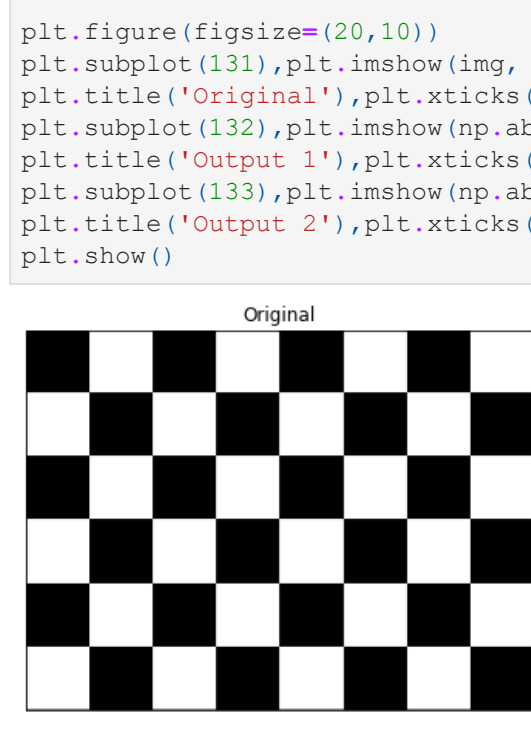 plt.figure(figsize=(20,10))
plt.subplot(131),plt.imshow(img,
plt.title('Original'),plt.xticks(
plt.subplot(132),plt.imshow(np.ab
plt.title('Output 1'),plt.xticks(
plt.subplot(133),plt.imshow(np.ab
plt.title('Output 2'),plt.xticks(
plt.show()
Original